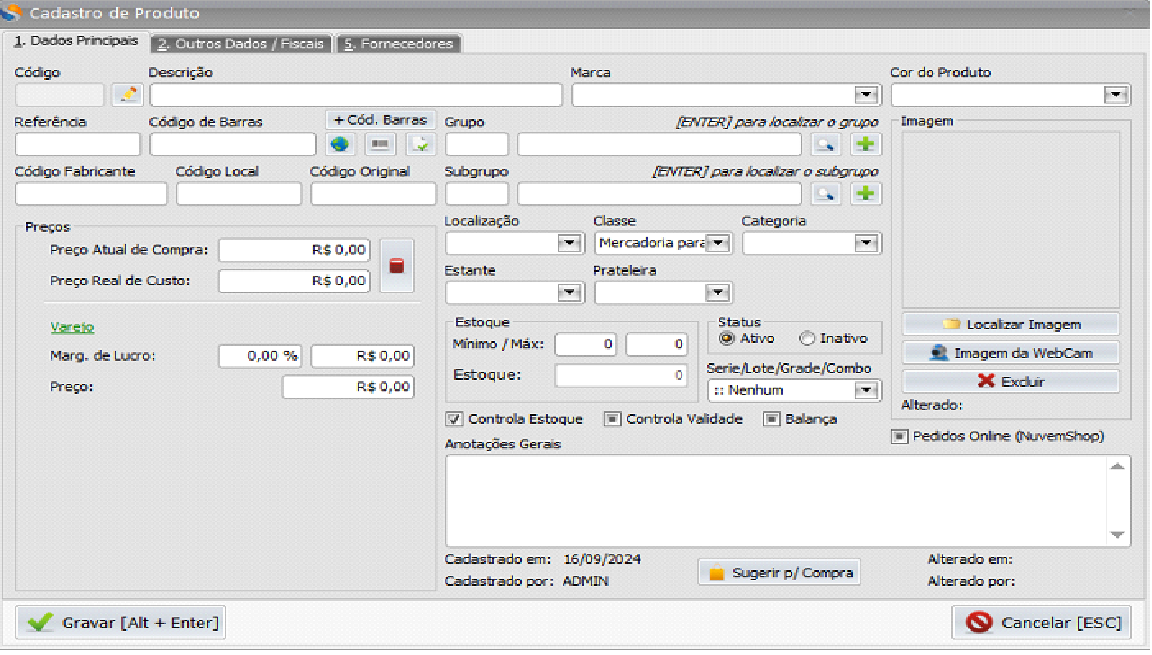 Cadastro de Produto
1. Dados Principais
2. Outros Dados / Fiscais
5. Fornecedores
Código
Descrição
Marca
Cor do Produto
Referência
Código de Barras
+ Cód. Barras
Grupo
[ENTER] para localizar o grupo
Imagem
Código Fabricante
Código Local
Código Original
Subgrupo
[ENTER] para localizar o subgrupo
Preços
Preço Atual de Compra:
R$ 0,00
Preço Real de Custo:
R$ 0,00
Varejo
Marg. de Lucro:
0,00 %
R$ 0,00
Preço:
R$ 0,00
Localização
Classe
Categoria
Mercadoria para
Estante
Prateleira
Estoque
Mínimo / Máx:
0
0
Estoque:
0
Status
Ativo
Inativo
Serie/Lote/Grade/Combo
:: Nenhum
Controla Estoque
Controla Validade
Balança
Localizar Imagem
Imagem da WebCam
Excluir
Alterado:
Pedidos Online (NuvemShop)
Anotações Gerais
Cadastrado em: 16/09/2024
Cadastrado por: ADMIN
Sugerir p/ Compra
Alterado em:
Alterado por:
Gravar [Alt + Enter]
Cancelar [ESC]